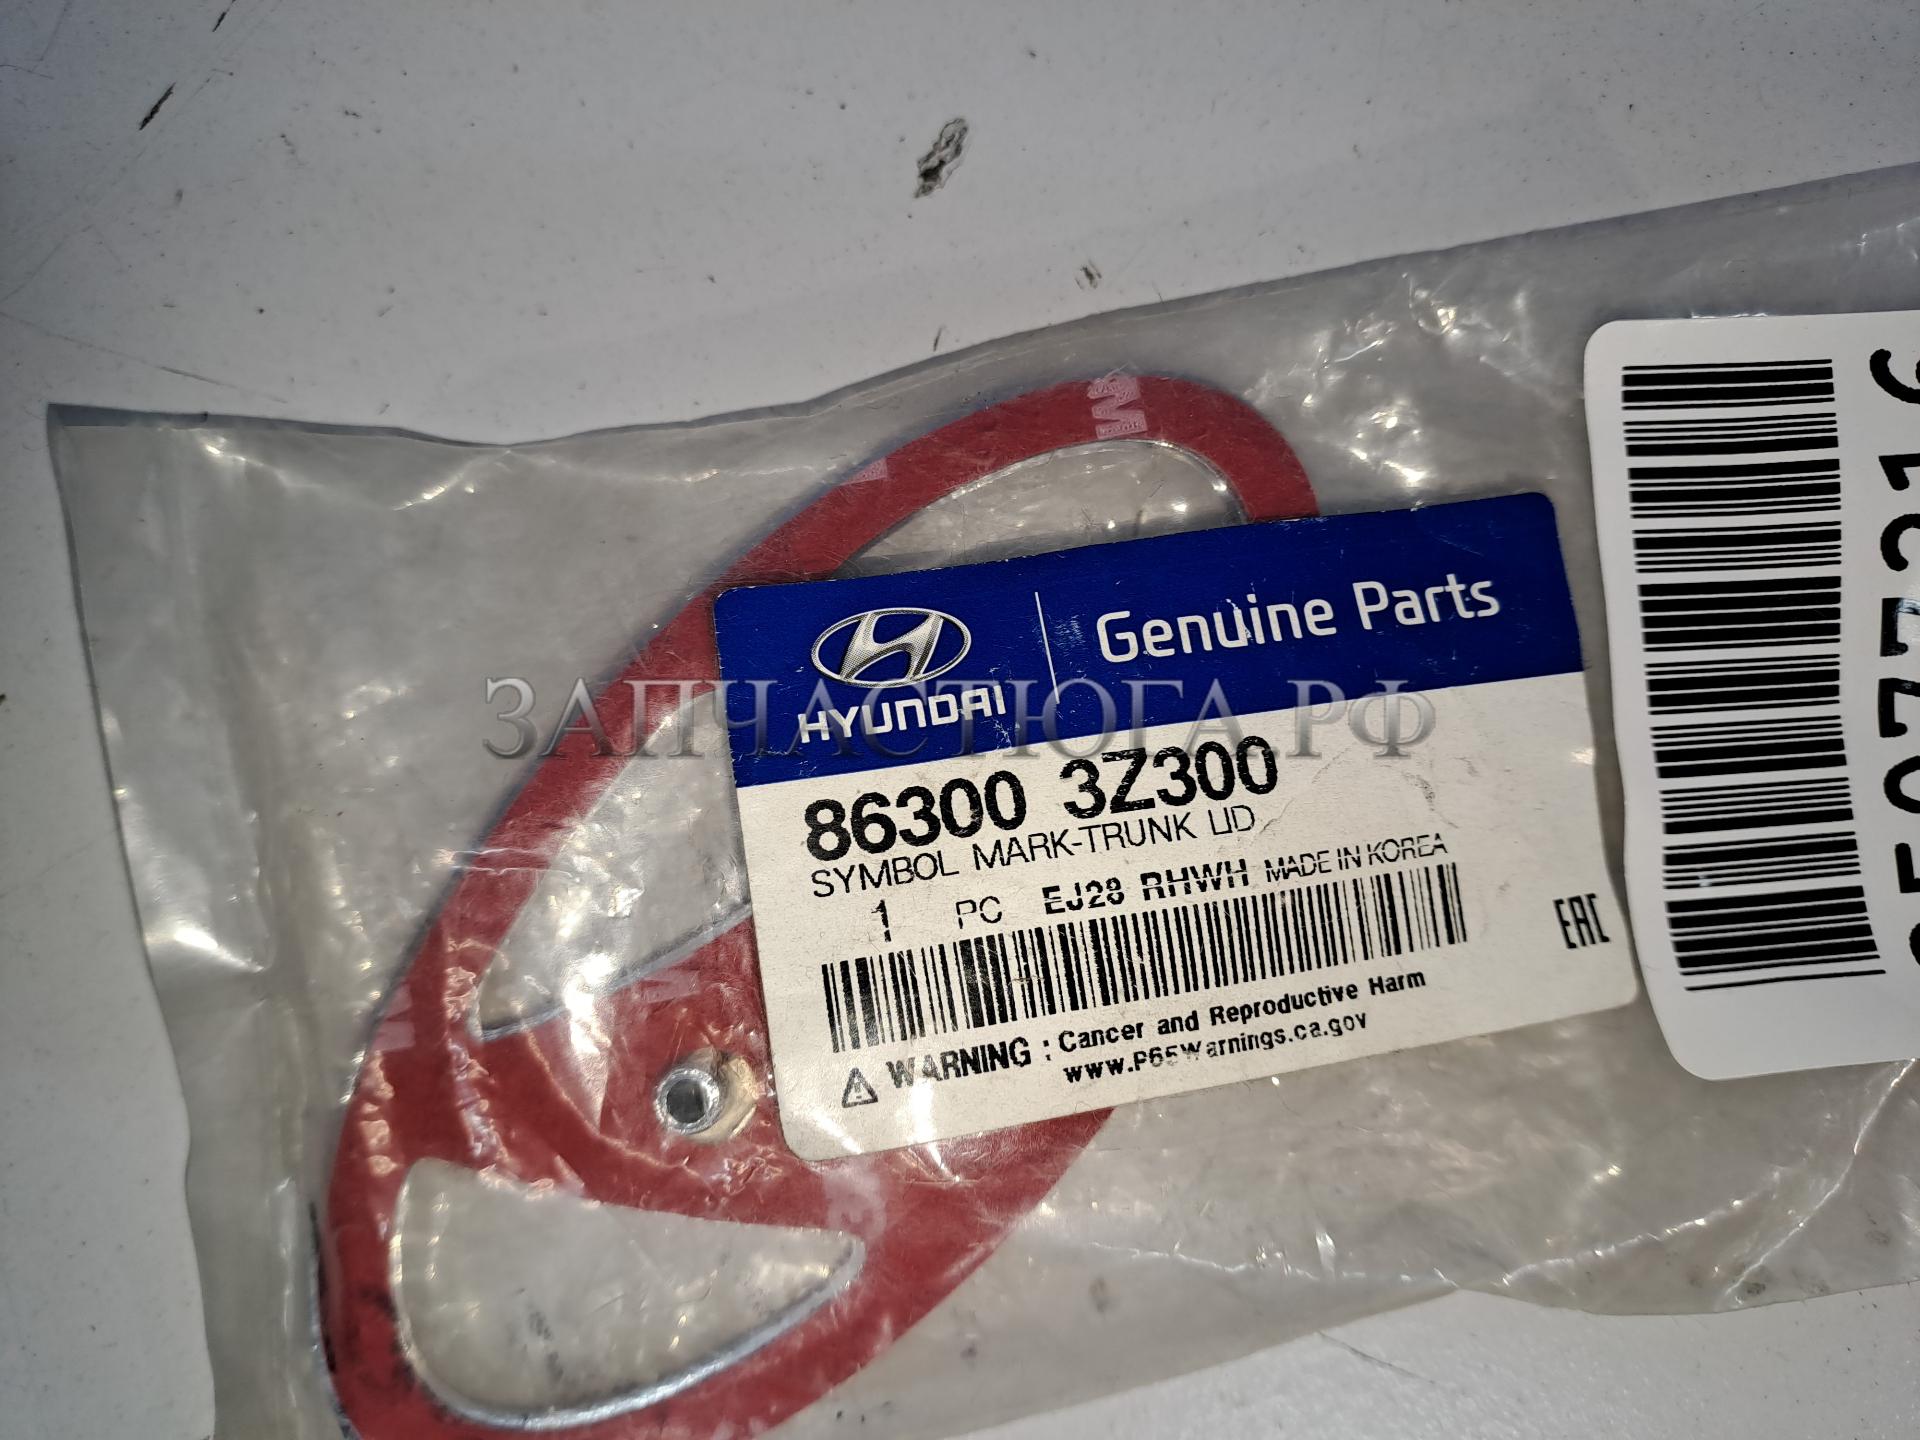 HYUNDAI
Genuine Parts
ЗАПЧАСТЮГА.РФ
86300 3Z300
SYMBOL MARK-TRUNK LID
1 PC EJ28 RHWH MADE IN KOREA
EAC
WARNING : Cancer and Reproductive Harm
www.P65Warnings.ca.gov
3M